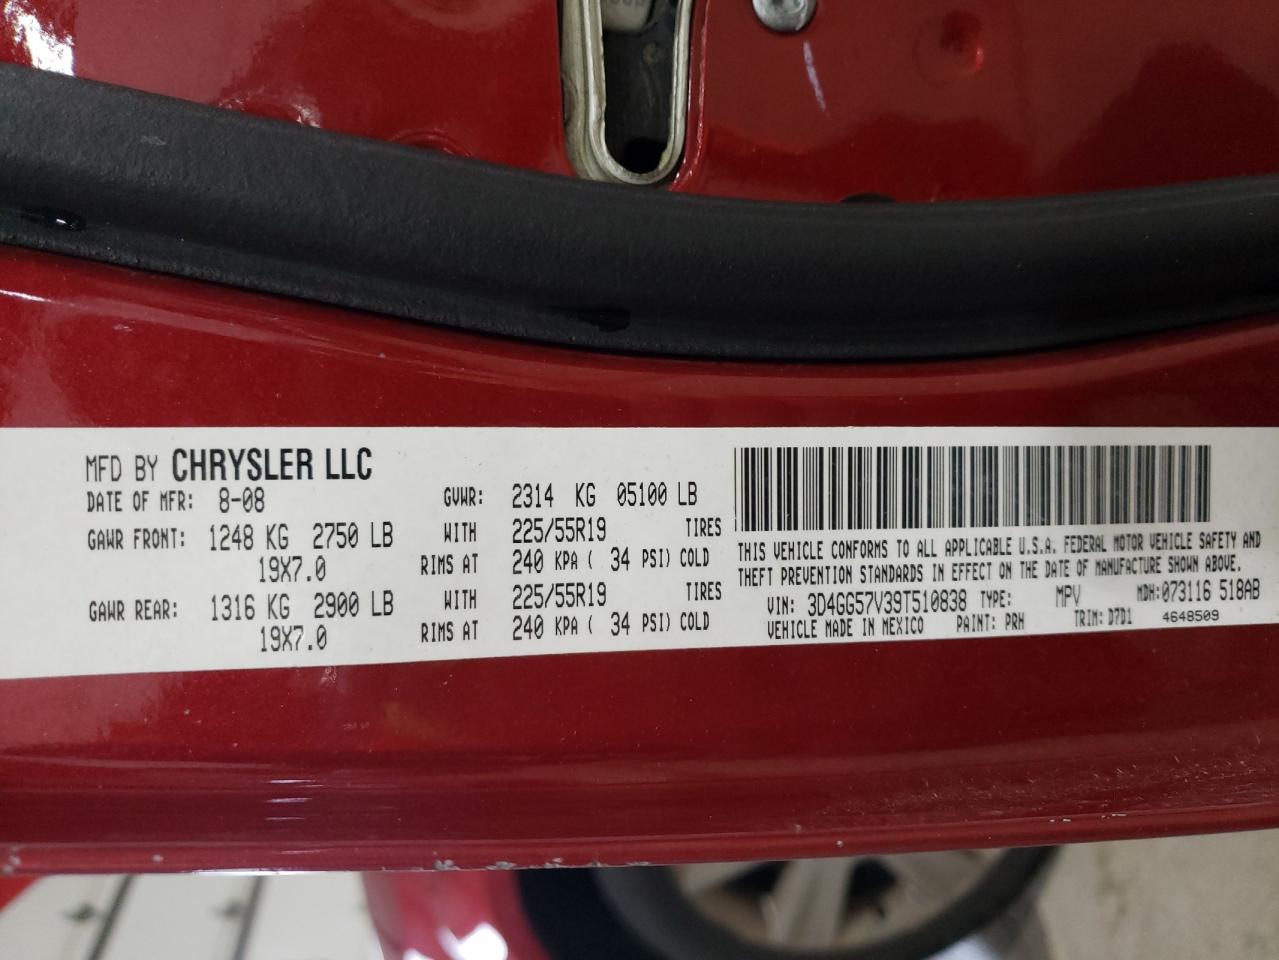 MFD BY CHRYSLER LLC
DATE OF MFR: 8-08 GVWR: 2314 KG 05100 LB
GAWR FRONT: 1248 KG 2750 LB WITH 225/55R19 TIRES
19X7.0 RIMS AT 240 KPA ( 34 PSI) COLD
GAWR REAR: 1316 KG 2900 LB WITH 225/55R19 TIRES
19X7.0 RIMS AT 240 KPA ( 34 PSI) COLD
THIS VEHICLE CONFORMS TO ALL APPLICABLE U.S.A. FEDERAL MOTOR VEHICLE SAFETY AND
THEFT PREVENTION STANDARDS IN EFFECT ON THE DATE OF MANUFACTURE SHOWN ABOVE.
VIN: 3D4GG57V39T510838 TYPE: MPV MDH:073116 518AB
VEHICLE MADE IN MEXICO PAINT: PRH TRIM: D7D1 4648509